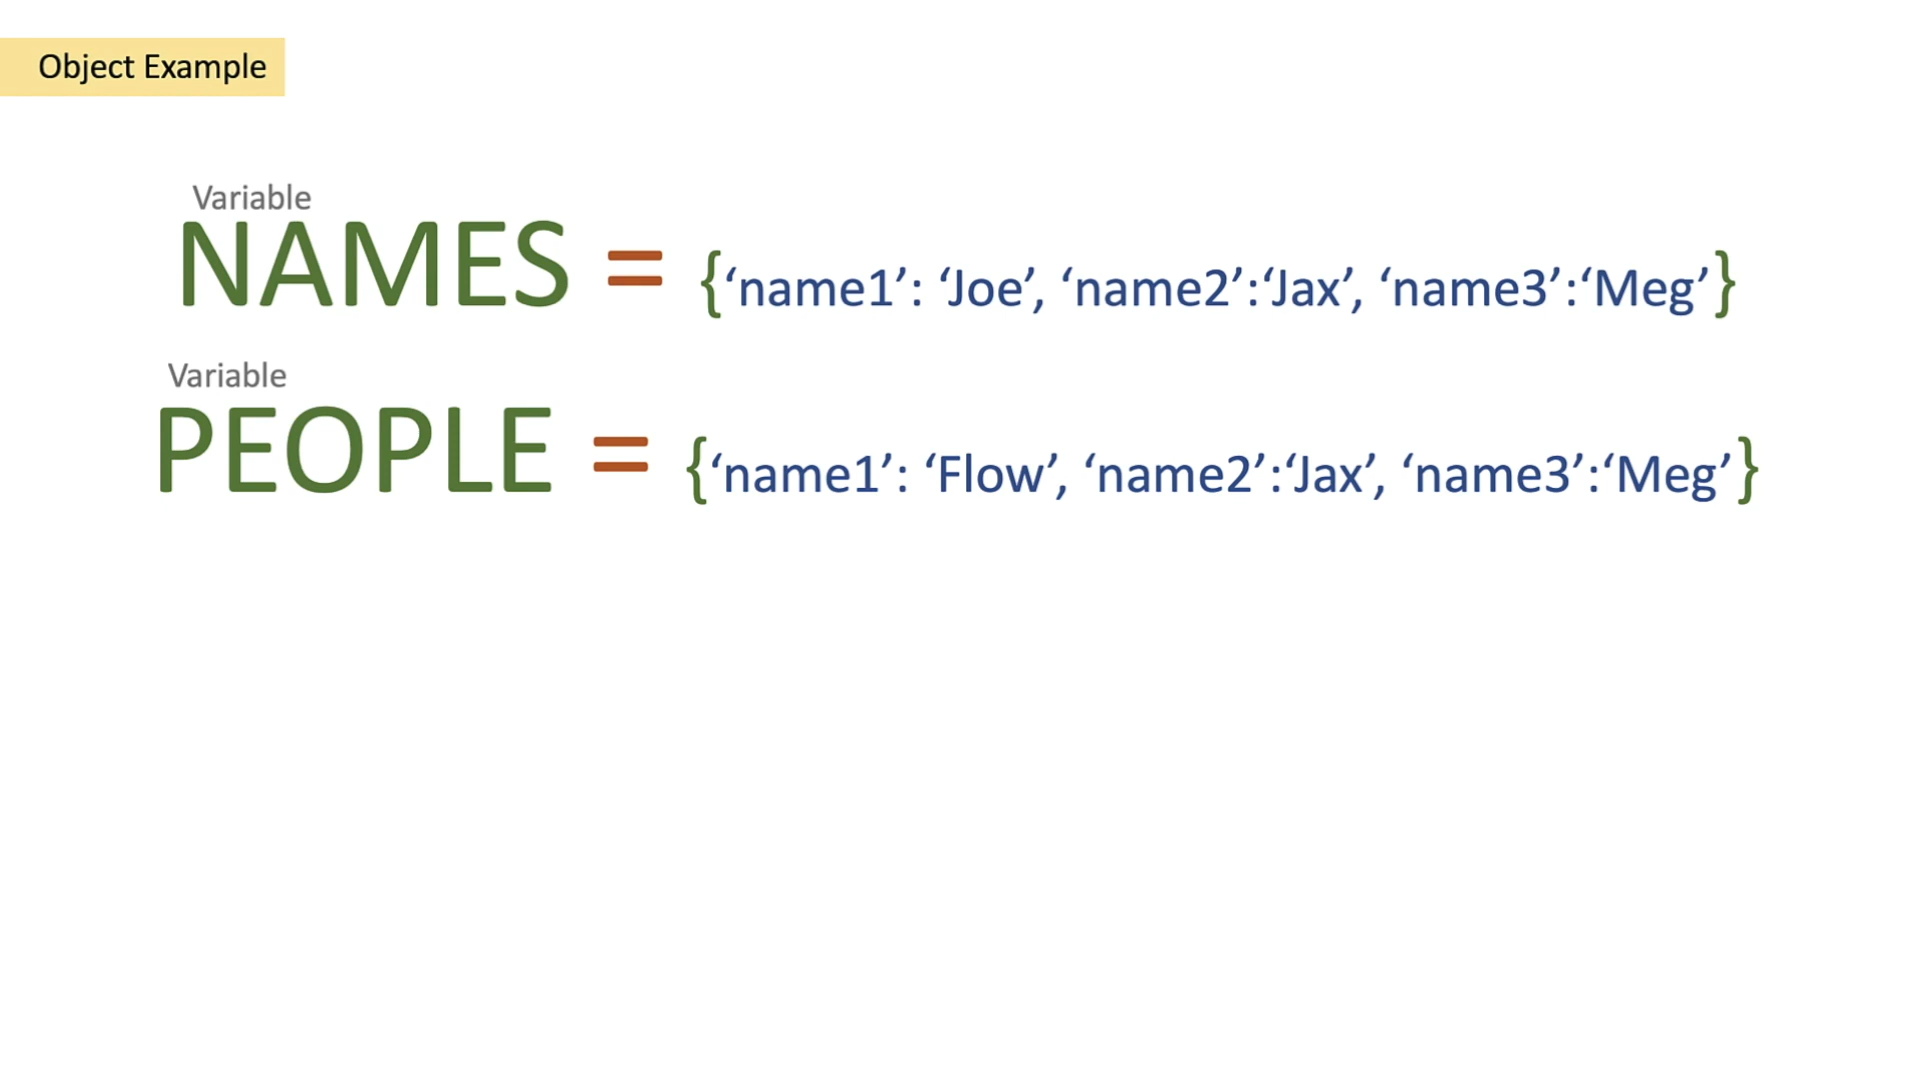 Object Example
Variable
NAMES = {‘name1’: ‘Joe’, ‘name2’:‘Jax’, ‘name3’:‘Meg’}
Variable
PEOPLE = {‘name1’: ‘Flow’, ‘name2’:‘Jax’, ‘name3’:‘Meg’}